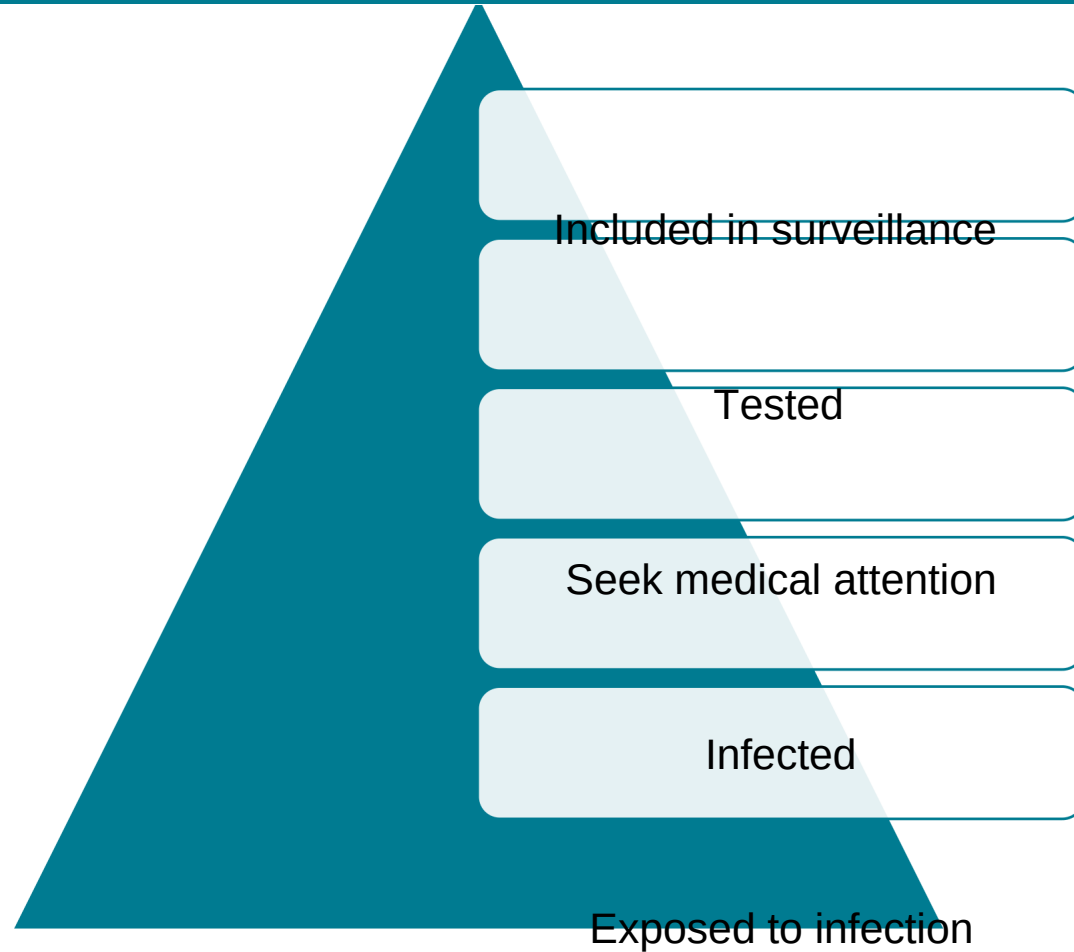 Included in surveillance
Tested
Seek medical attention
Infected
Exposed to infection